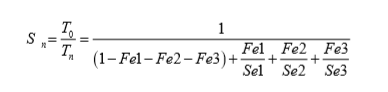 S n = T0/Tn = 1/((1−Fe1−Fe2−Fe3)+Fe1/Se1+Fe2/Se2+Fe3/Se3)